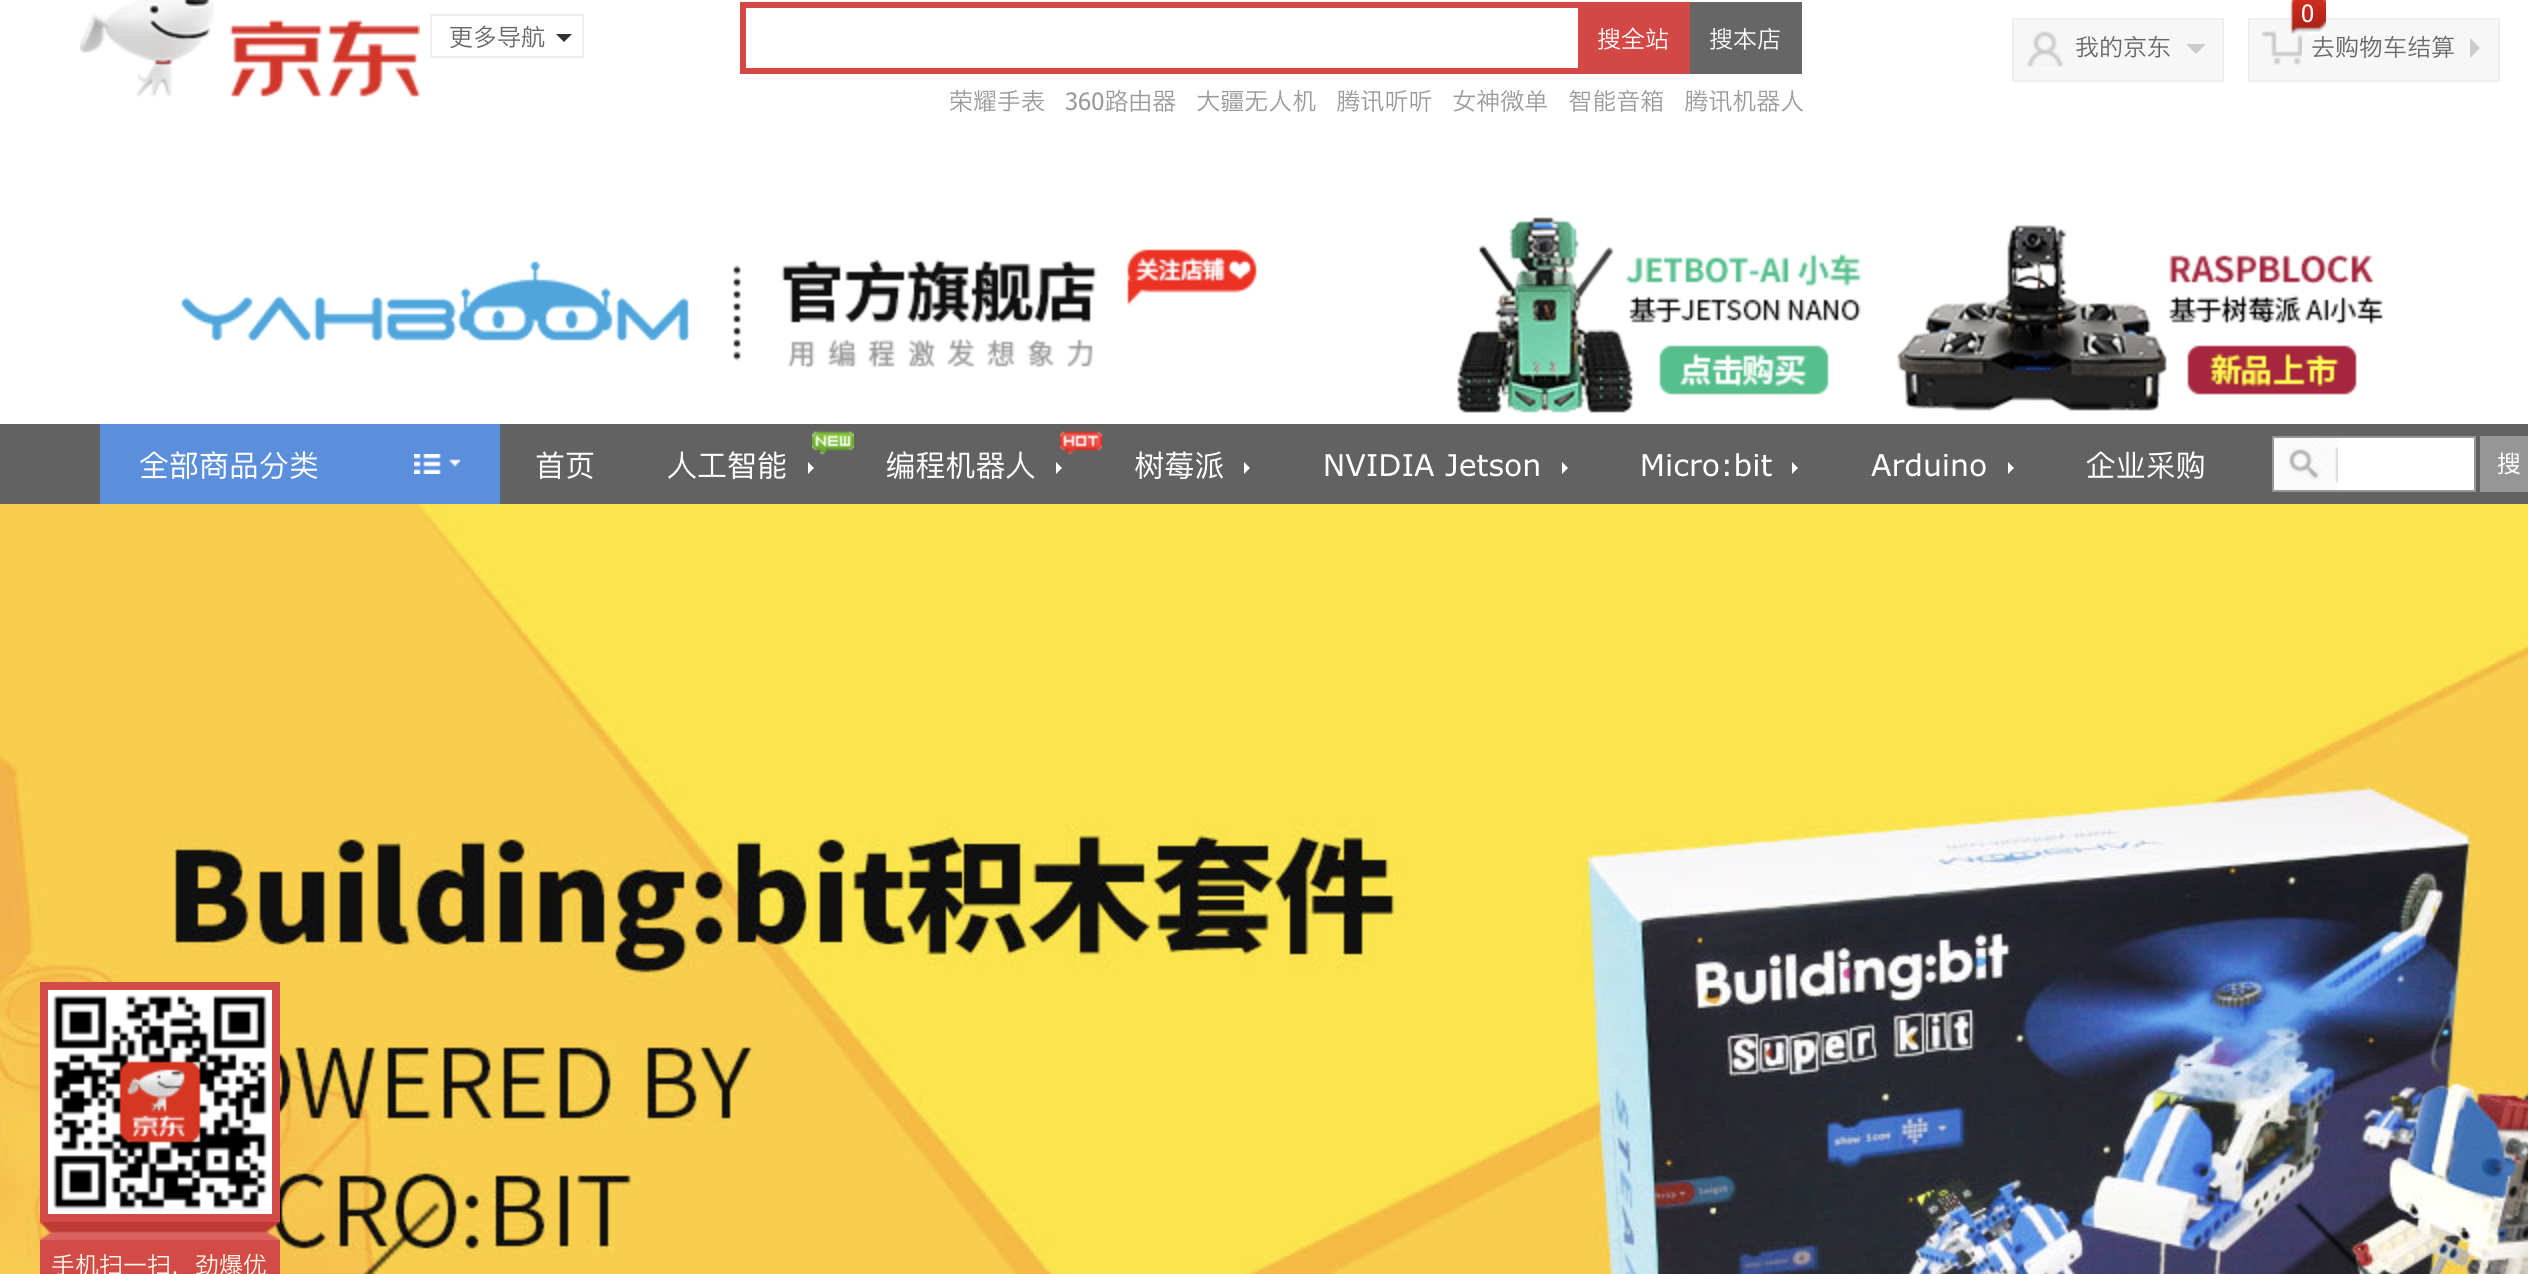 京东
更多导航
搜全站
搜本店
0
我的京东
去购物车结算
荣耀手表 360路由器 大疆无人机 腾讯听听 女神微单 智能音箱 腾讯机器人
YAHBOOM
官方旗舰店
用编程激发想象力
关注店铺
JETBOT-AI 小车
基于JETSON NANO
点击购买
RASPBLOCK
基于树莓派 AI小车
新品上市
全部商品分类
首页
人工智能
NEW
编程机器人
HOT
树莓派
NVIDIA Jetson
Micro:bit
Arduino
企业采购
搜
Building:bit积木套件
OWERED BY
CRO:BIT
京东
手机扫一扫，劲爆优
YAHBOOM
Building:bit
Super kit
show icon
STEA